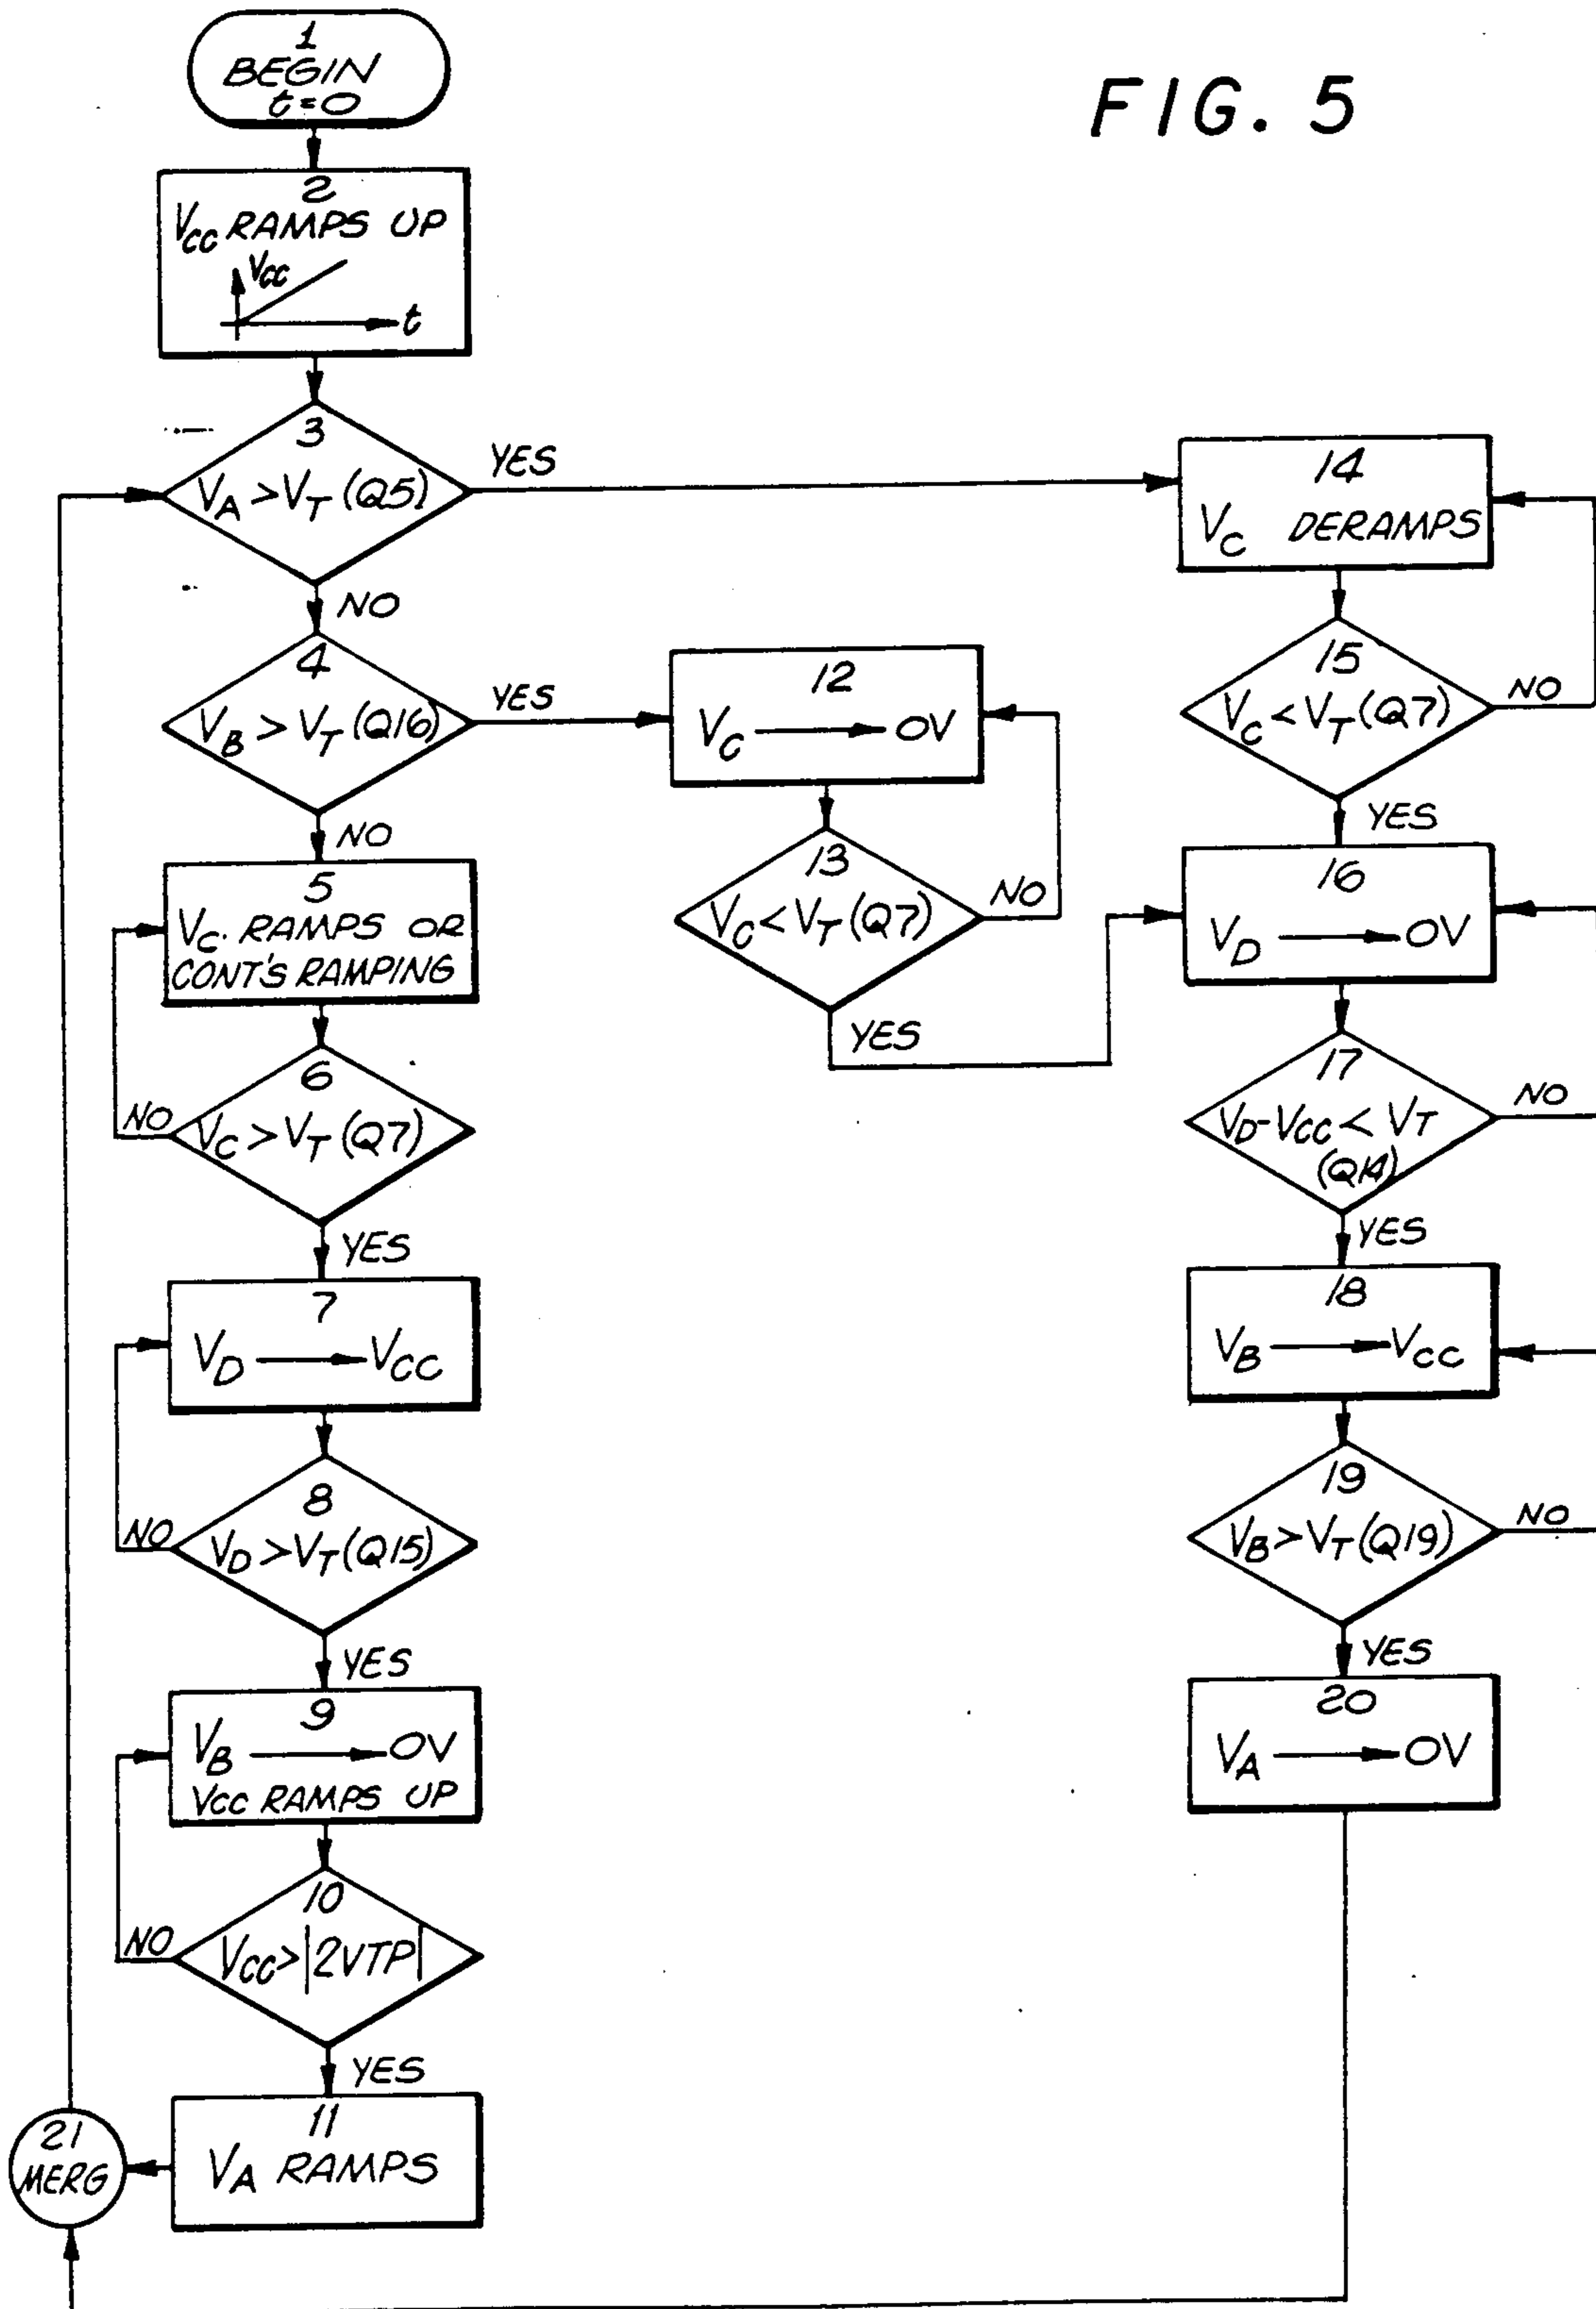 FIG. 5
1
BEGIN
t=0
2
VCC RAMPS UP
VCC
t
3
VA > VT (Q5)
YES
NO
4
VB > VT (Q16)
YES
NO
5
VC. RAMPS OR
CONT'S RAMPING
6
VC > VT (Q7)
NO
YES
7
VD → VCC
8
VD > VT (Q15)
NO
YES
9
VB → OV
VCC RAMPS UP
10
VCC > |2VTP|
NO
YES
11
VA RAMPS
21
MERG
12
VC → OV
13
VC < VT (Q7)
NO
YES
14
VC DERAMPS
15
VC < VT (Q7)
NO
YES
16
VD → OV
17
VD-VCC < VT
(Q14)
NO
YES
18
VB → VCC
19
VB > VT (Q19)
NO
YES
20
VA → OV